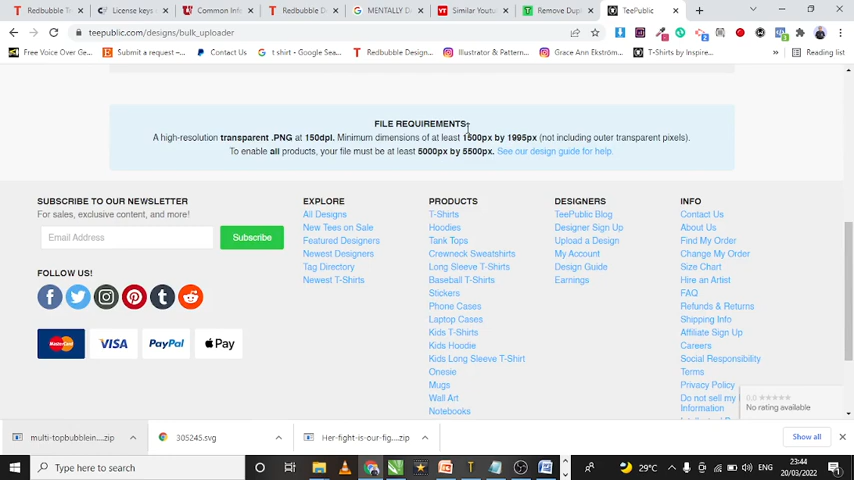 Redbubble T
License keys
Common Info
Redbubble D
MENTALLY D
Similar Youtu
Remove Dup
TeePublic
teepublic.com/designs/bulk_uploader
Free Voice Over Ge...
Submit a request –...
Payment | Us
t shirt - Google Sea...
Redbubble Design...
Illustrator & Pattern...
Grace Ann Ekström...
T-Shirts by Inspire...
Reading list
FILE REQUIREMENTS:
A high-resolution transparent .PNG at 150dpi. Minimum dimensions of at least 1500px by 1995px (not including outer transparent pixels).
To enable all products, your file must be at least 5000px by 5500px. See our design guide for help.
SUBSCRIBE TO OUR NEWSLETTER
For sales, exclusive content, and more!
Email Address
Subscribe
FOLLOW US!
MasterCard
VISA
PayPal
Pay
EXPLORE
All Designs
New Tees on Sale
Featured Designers
Newest Designers
Tag Directory
Newest T-Shirts
PRODUCTS
T-Shirts
Hoodies
Tank Tops
Crewneck Sweatshirts
Long Sleeve T-Shirts
Baseball T-Shirts
Stickers
Phone Cases
Laptop Cases
Kids T-Shirts
Kids Hoodie
Kids Long Sleeve T-Shirt
Onesie
Mugs
Wall Art
Notebooks
DESIGNERS
TeePublic Blog
Designer Sign Up
Upload a Design
My Account
Design Guide
Earnings
INFO
Contact Us
About Us
Find My Order
Change My Order
Size Chart
Hire an Artist
FAQ
Refunds & Returns
Shipping Info
Affiliate Sign Up
Careers
Social Responsibility
Terms
Privacy Policy
Do not sell my
Information
0.0
No rating available
multi-topbubblein....zip
305245.svg
Her-fight-is-our-fig....zip
Show all
Type here to search
29°C
ENG
23:44
20/03/2022